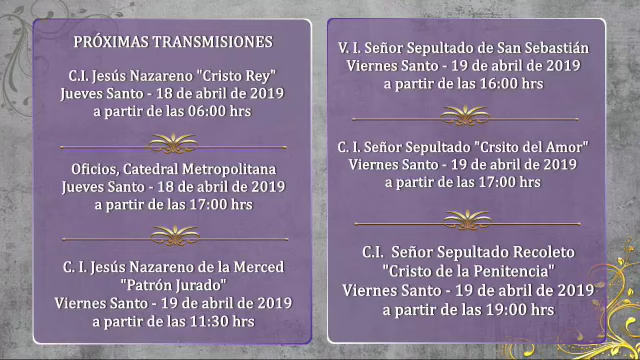 PRÓXIMAS TRANSMISIONES
C.I. Jesús Nazareno "Cristo Rey"
Jueves Santo - 18 de abril de 2019
a partir de las 06:00 hrs
Oficios, Catedral Metropolitana
Jueves Santo - 18 de abril de 2019
a partir de las 17:00 hrs
C. I. Jesús Nazareno de la Merced
"Patrón Jurado"
Viernes Santo - 19 de abril de 2019
a partir de las 11:30 hrs
V. I. Señor Sepultado de San Sebastián
Viernes Santo - 19 de abril de 2019
a partir de las 16:00 hrs
C. I. Señor Sepultado "Crsito del Amor"
Viernes Santo - 19 de abril de 2019
a partir de las 17:00 hrs
C.I. Señor Sepultado Recoleto
"Cristo de la Penitencia"
Viernes Santo - 19 de abril de 2019
a partir de las 19:00 hrs